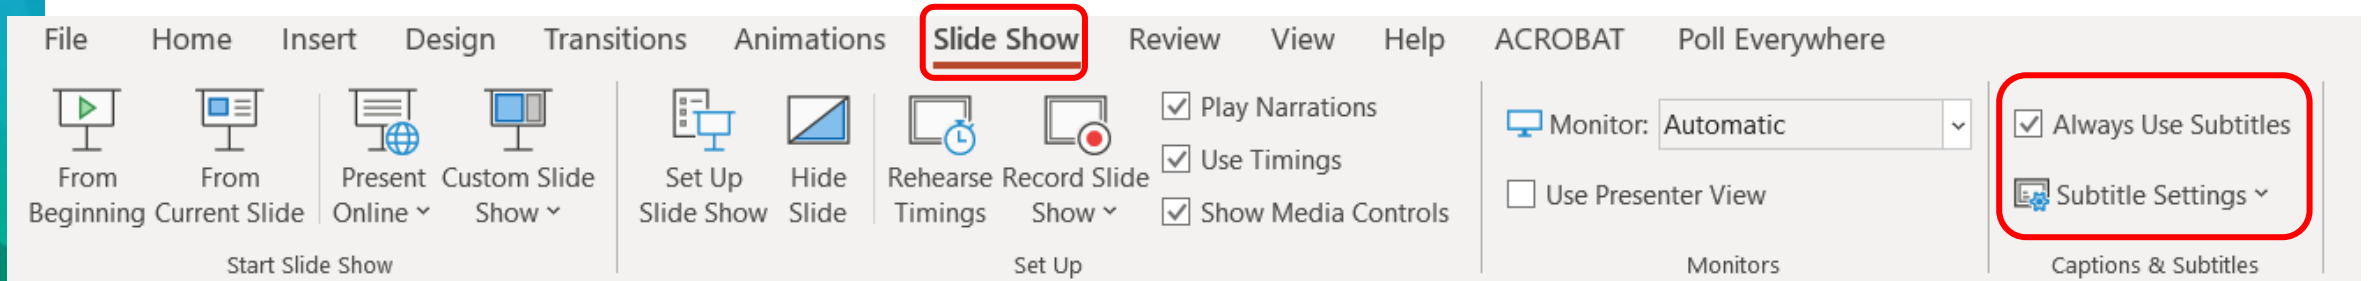 File Home Insert Design Transitions Animations Slide Show Review View Help ACROBAT Poll Everywhere
From
Beginning
From
Current Slide
Present
Online
Custom Slide
Show
Start Slide Show
Set Up
Slide Show
Hide
Slide
Rehearse
Timings
Record Slide
Show
Play Narrations
Use Timings
Show Media Controls
Set Up
Monitor: Automatic
Use Presenter View
Monitors
Always Use Subtitles
Subtitle Settings
Captions & Subtitles